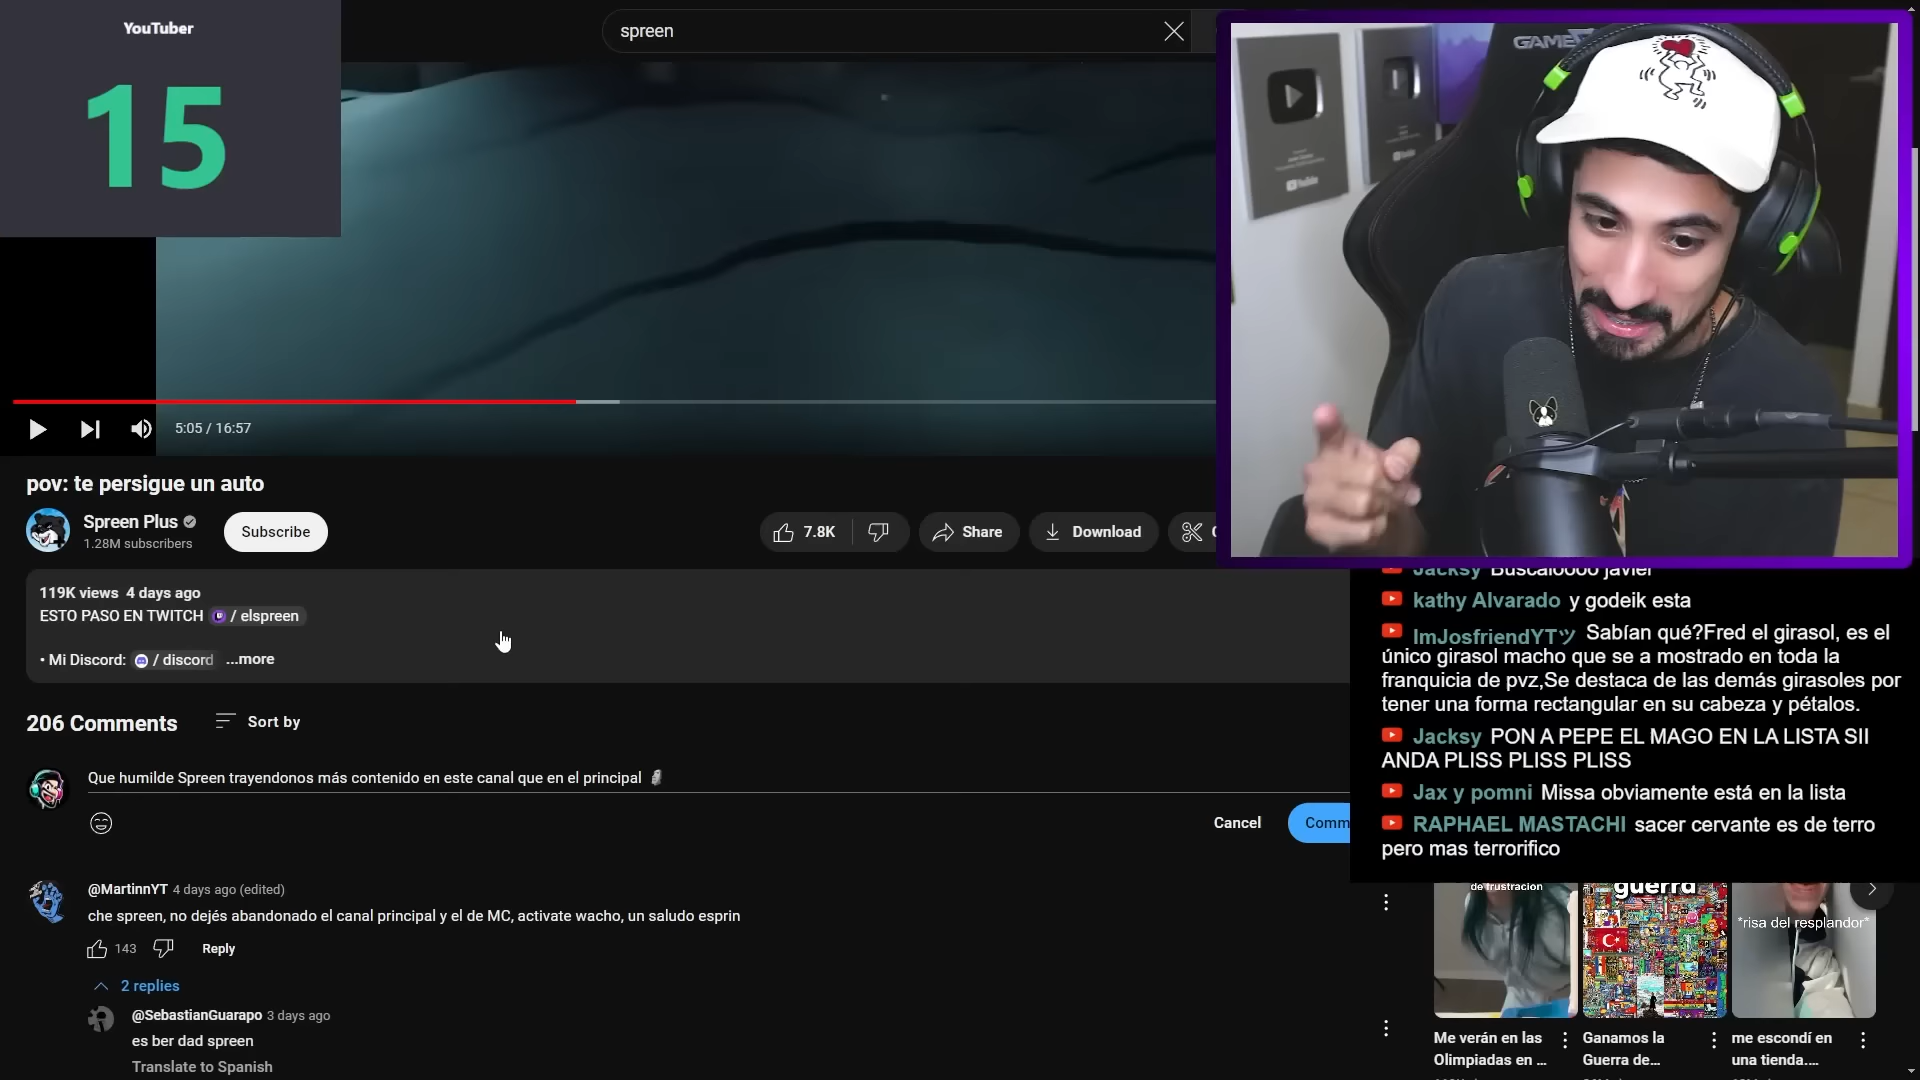 YouTuber
15
spreen
GAME
YouTube
YouTube
5:05 / 16:57
pov: te persigue un auto
Spreen Plus
1.28M subscribers
Subscribe
7.8K
Share
Download
C
119K views 4 days ago
ESTO PASO EN TWITCH / elspreen
• Mi Discord: / discord ...more
206 Comments
Sort by
Que humilde Spreen trayendonos más contenido en este canal que en el principal 🗿
Cancel
Comm
@MartinnYT 4 days ago (edited)
che spreen, no dejés abandonado el canal principal y el de MC, activate wacho, un saludo esprin
143
Reply
2 replies
@SebastianGuarapo 3 days ago
es ber dad spreen
Translate to Spanish
Jacksy Buscaloooo javier
kathy Alvarado y godeik esta
ImJosfriendYTツ Sabían qué?Fred el girasol, es el
único girasol macho que se a mostrado en toda la
franquicia de pvz,Se destaca de las demás girasoles por
tener una forma rectangular en su cabeza y pétalos.
Jacksy PON A PEPE EL MAGO EN LA LISTA SII
ANDA PLISS PLISS PLISS
Jax y pomni Missa obviamente está en la lista
RAPHAEL MASTACHI sacer cervante es de terro
pero mas terrorifico
de frustracion
guerra
*risa del resplandor*
Me verán en las
Olimpiadas en ...
Ganamos la
Guerra de...
me escondí en
una tienda....